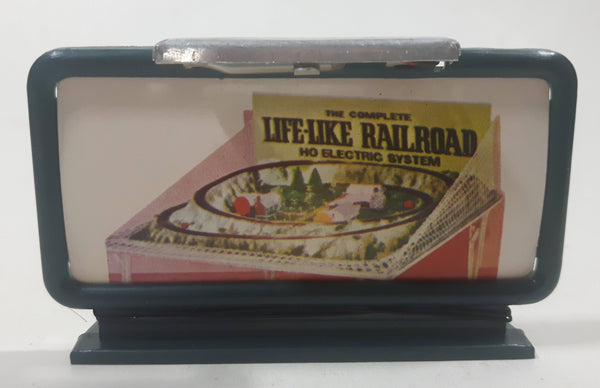 THE COMPLETE
LIFE-LIKE RAILROAD
HO ELECTRIC SYSTEM